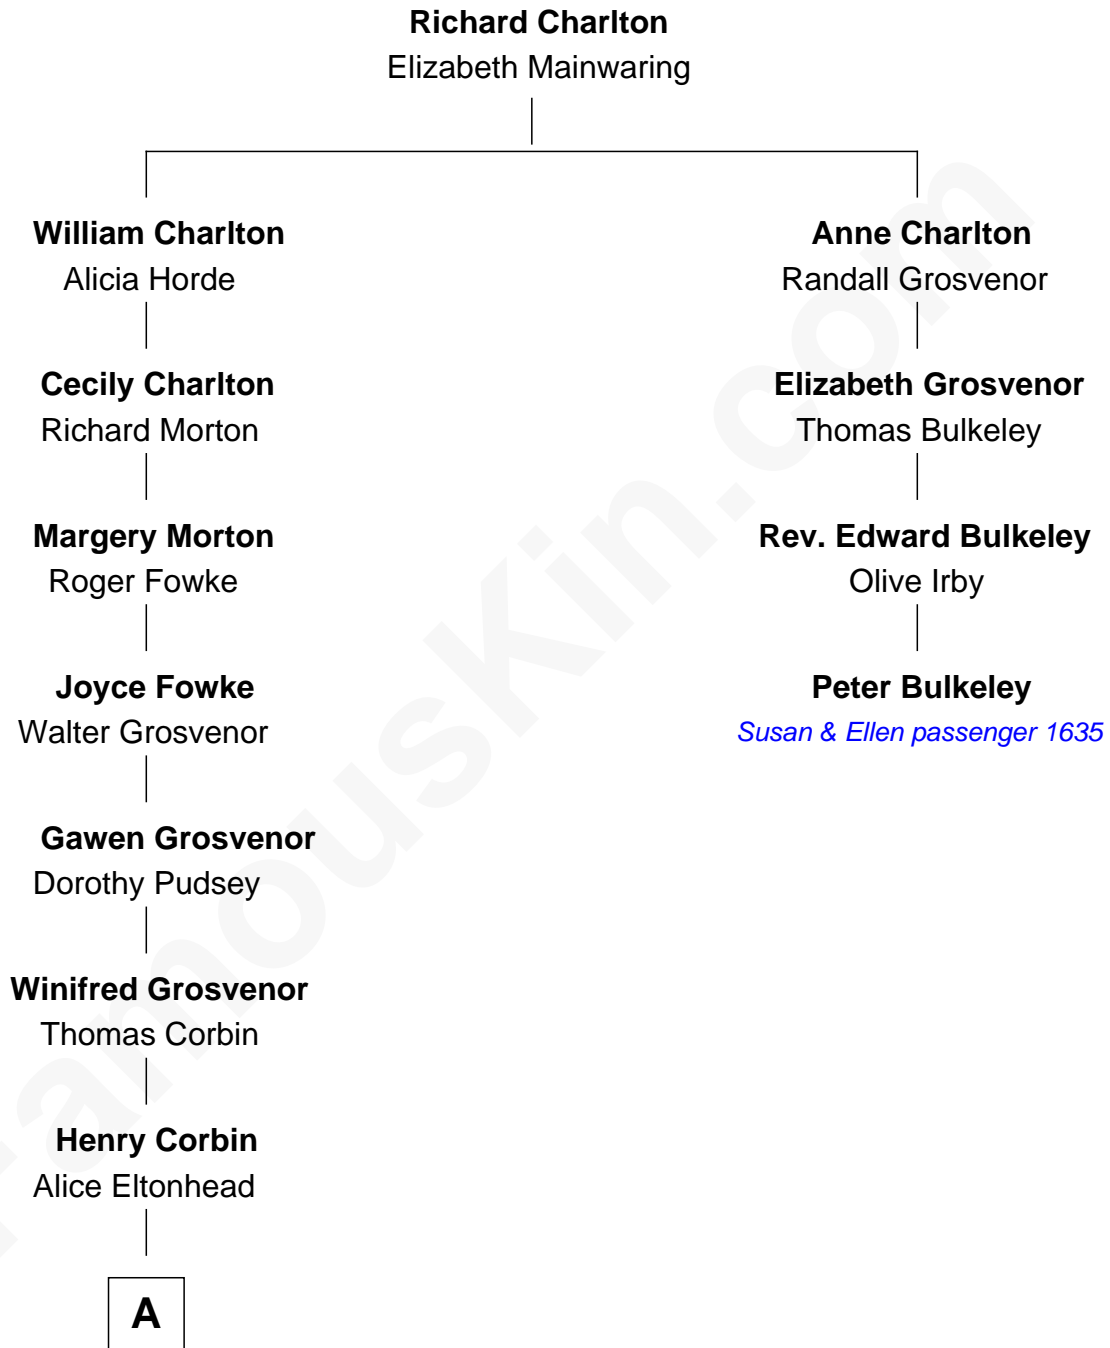 Richard Charlton
Elizabeth Mainwaring
William Charlton
Alicia Horde
Anne Charlton
Randall Grosvenor
Cecily Charlton
Richard Morton
Elizabeth Grosvenor
Thomas Bulkeley
Margery Morton
Roger Fowke
Rev. Edward Bulkeley
Olive Irby
Joyce Fowke
Walter Grosvenor
Peter Bulkeley
Susan & Ellen passenger 1635
Gawen Grosvenor
Dorothy Pudsey
Winifred Grosvenor
Thomas Corbin
Henry Corbin
Alice Eltonhead
A
FamousKin.com